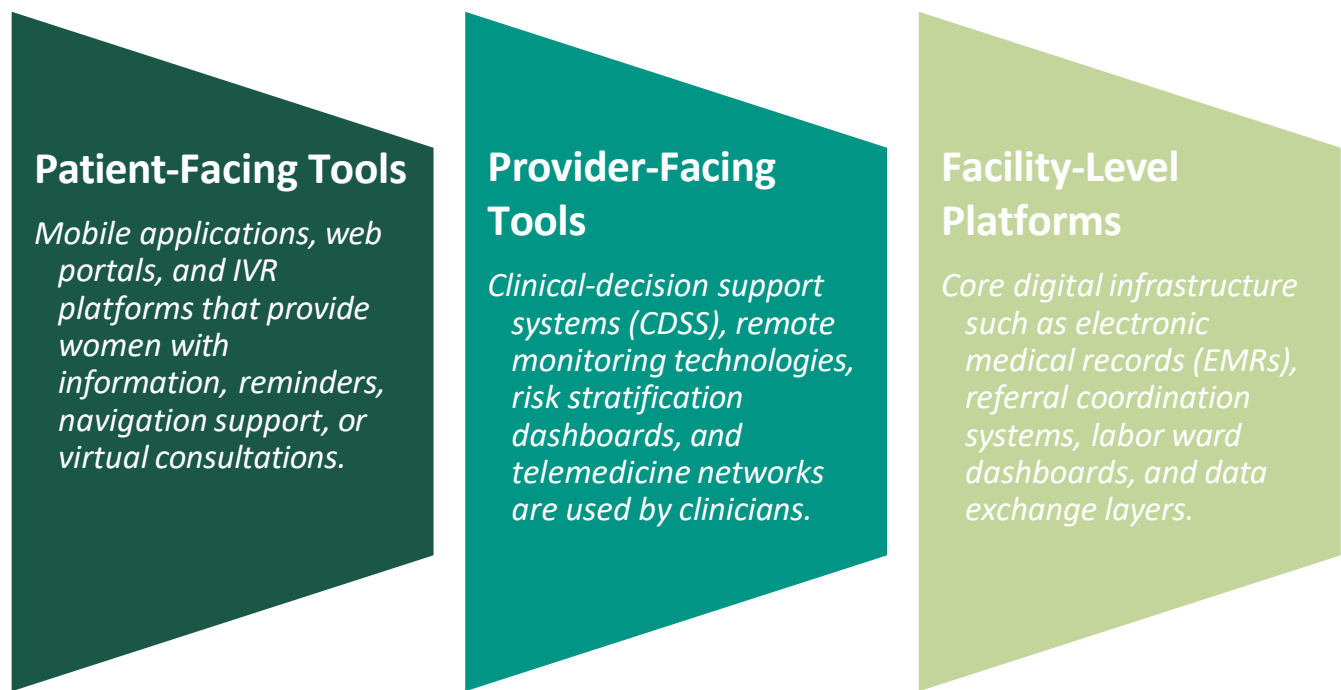 Patient-Facing Tools
Mobile applications, web
portals, and IVR
platforms that provide
women with
information, reminders,
navigation support, or
virtual consultations.
Provider-Facing
Tools
Clinical-decision support
systems (CDSS), remote
monitoring technologies,
risk stratification
dashboards, and
telemedicine networks
are used by clinicians.
Facility-Level
Platforms
Core digital infrastructure
such as electronic
medical records (EMRs),
referral coordination
systems, labor ward
dashboards, and data
exchange layers.